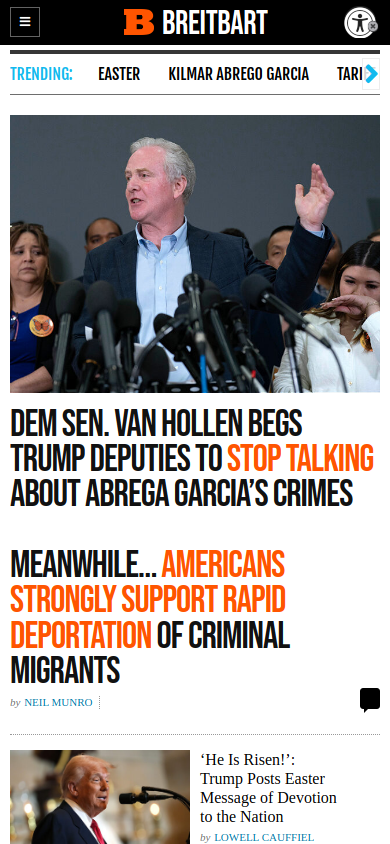 B BREITBART
TRENDING: EASTER KILMAR ABREGO GARCIA TARI
DEM SEN. VAN HOLLEN BEGS
TRUMP DEPUTIES TO STOP TALKING
ABOUT ABREGA GARCIA'S CRIMES
MEANWHILE... AMERICANS
STRONGLY SUPPORT RAPID
DEPORTATION OF CRIMINAL
MIGRANTS
by NEIL MUNRO
‘He Is Risen!’:
Trump Posts Easter
Message of Devotion
to the Nation
by LOWELL CAUFFIEL